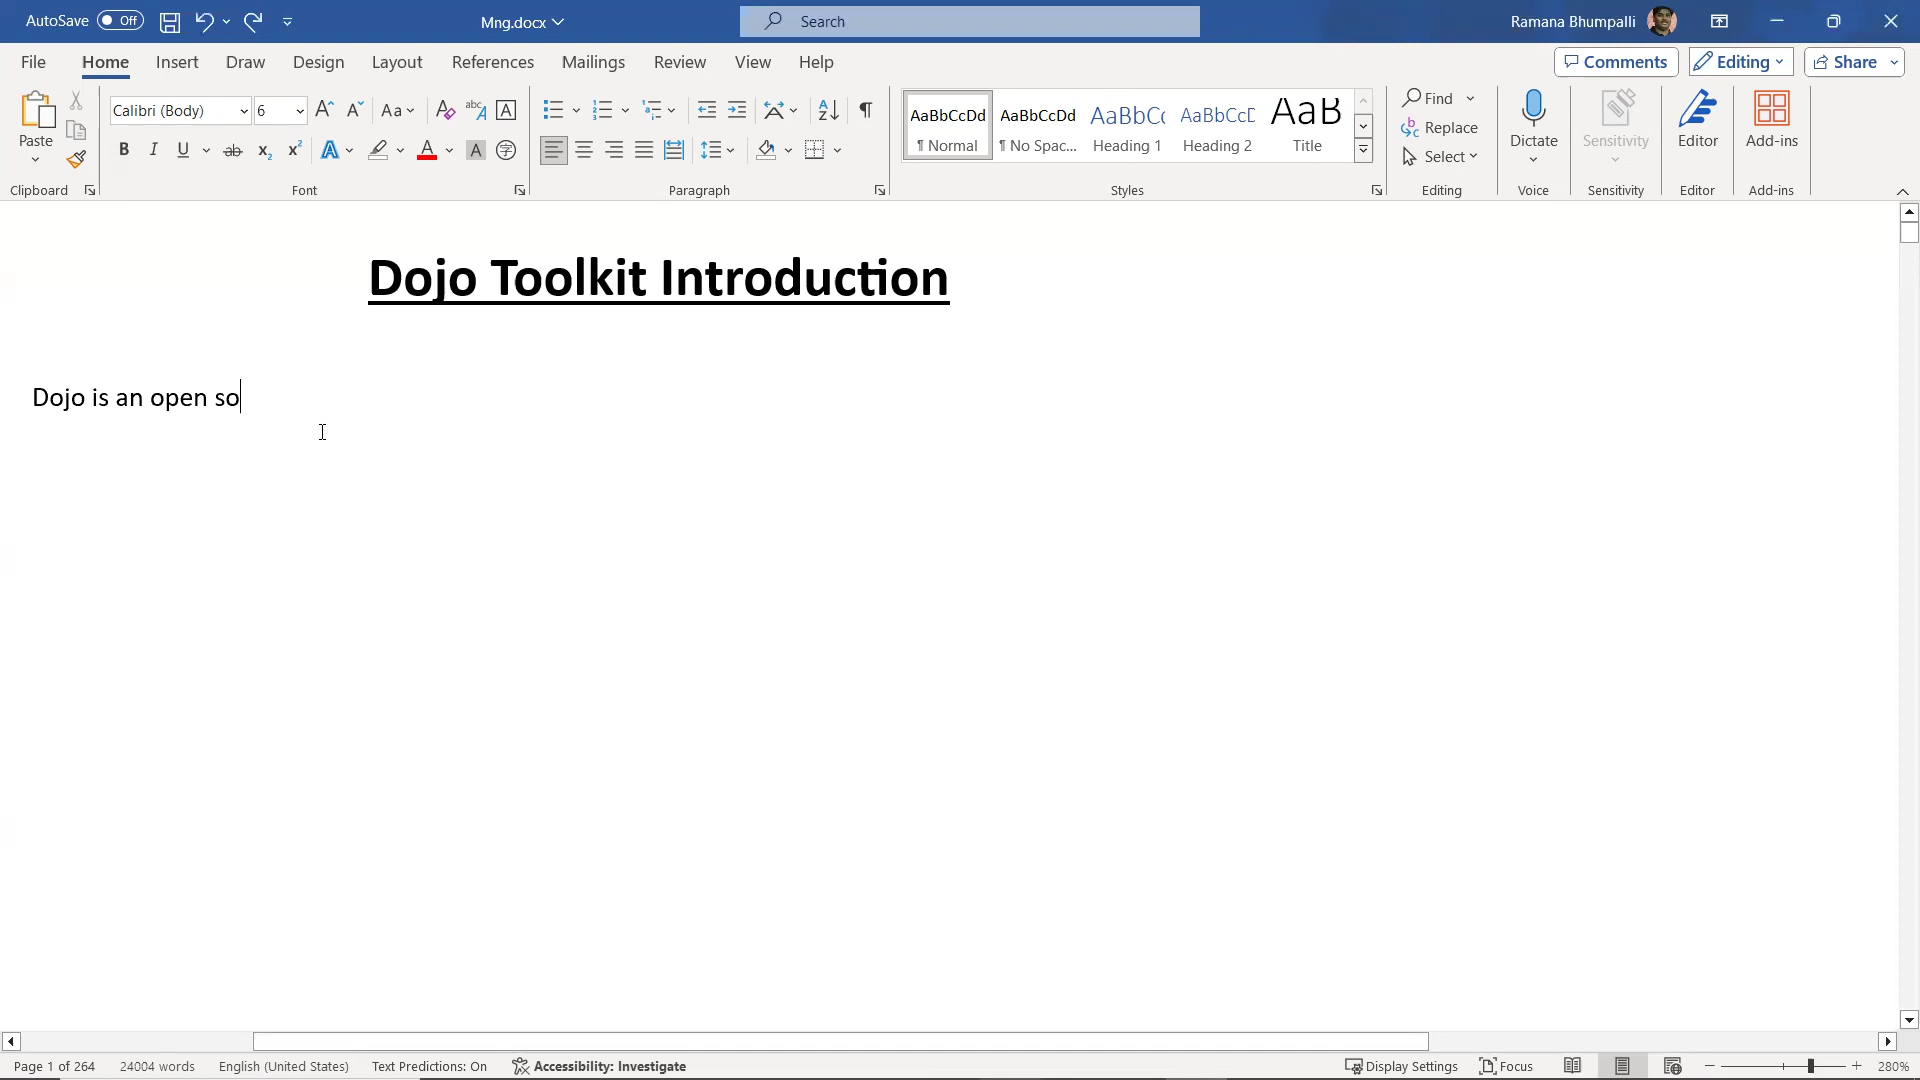 AutoSave Off Mng.docx Search Ramana Bhumpalli
File Home Insert Draw Design Layout References Mailings Review View Help Comments Editing Share
Paste Calibri (Body) 6 Aa AaBbCcDd AaBbCcDd AaBbC AaBbCcD AaB Find Replace Select Dictate Sensitivity Editor Add-ins
¶ Normal ¶ No Spac... Heading 1 Heading 2 Title
Clipboard Font Paragraph Styles Editing Voice Sensitivity Editor Add-ins
Dojo Toolkit Introduction
Dojo is an open so
Page 1 of 264 24004 words English (United States) Text Predictions: On Accessibility: Investigate Display Settings Focus 280%